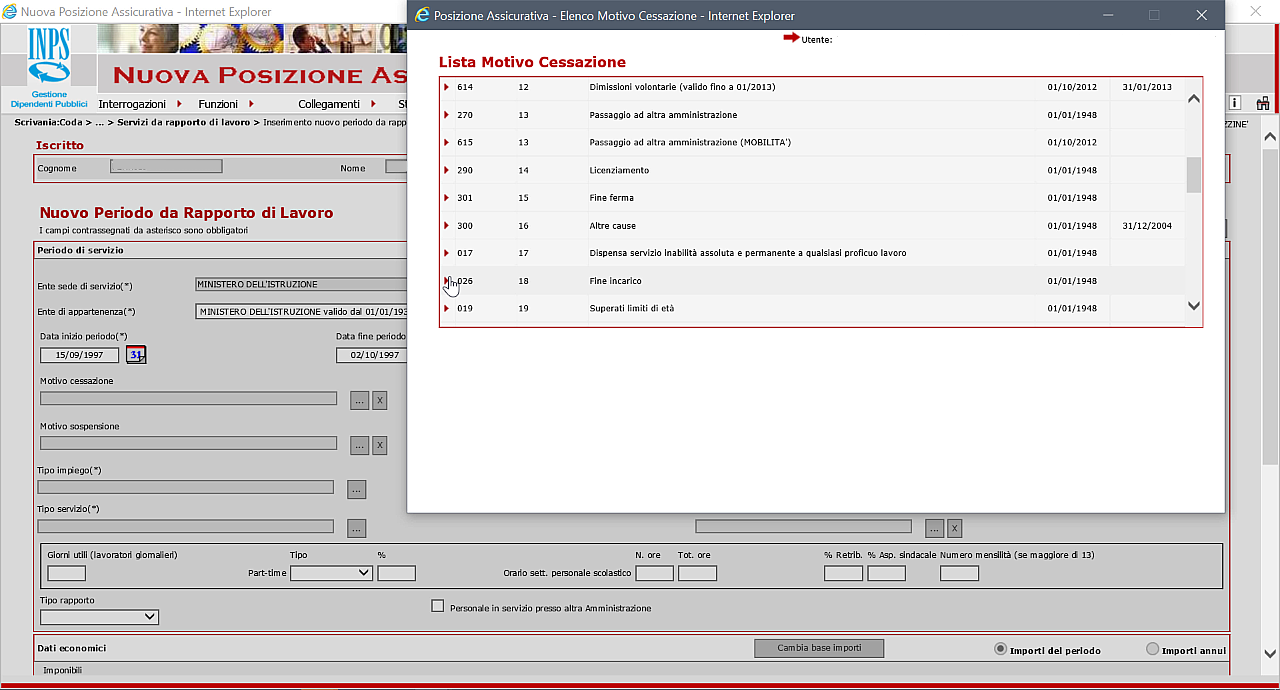 Nuova Posizione Assicurativa - Internet Explorer
Posizione Assicurativa - Elenco Motivo Cessazione - Internet Explorer
INPS
Gestione
Dipendenti Pubblici
NUOVA POSIZIONE AS
Interrogazioni
Funzioni
Collegamenti
S
Scrivania:Coda > ... > Servizi da rapporto di lavoro > Inserimento nuovo periodo da rapp
ZZINE'
Iscritto
Cognome
Nome
Nuovo Periodo da Rapporto di Lavoro
I campi contrassegnati da asterisco sono obbligatori
Periodo di servizio
Ente sede di servizio(*)
MINISTERO DELL'ISTRUZIONE
Ente di appartenenza(*)
MINISTERO DELL'ISTRUZIONE valido dal 01/01/193
Data inizio periodo(*)
Data fine periodo
15/09/1997
31
02/10/1997
Motivo cessazione
... X
Motivo sospensione
... X
Tipo impiego(*)
...
Tipo servizio(*)
...
... X
Giorni utili (lavoratori giornalieri)
Tipo
%
N. ore
Tot. ore
% Retrib.
% Asp. sindacale
Numero mensilità (se maggiore di 13)
Part-time
Orario sett. personale scolastico
Tipo rapporto
Personale in servizio presso altra Amministrazione
Dati economici
Cambia base importi
Importi del periodo
Importi annui
Imponibili
Utente:
Lista Motivo Cessazione
614 12 Dimissioni volontarie (valido fino a 01/2013) 01/10/2012 31/01/2013
270 13 Passaggio ad altra amministrazione 01/01/1948
615 13 Passaggio ad altra amministrazione (MOBILITA') 01/10/2012
290 14 Licenziamento 01/01/1948
301 15 Fine ferma 01/01/1948
300 16 Altre cause 01/01/1948 31/12/2004
017 17 Dispensa servizio inabilità assoluta e permanente a qualsiasi proficuo lavoro 01/01/1948
026 18 Fine incarico 01/01/1948
019 19 Superati limiti di età 01/01/1948